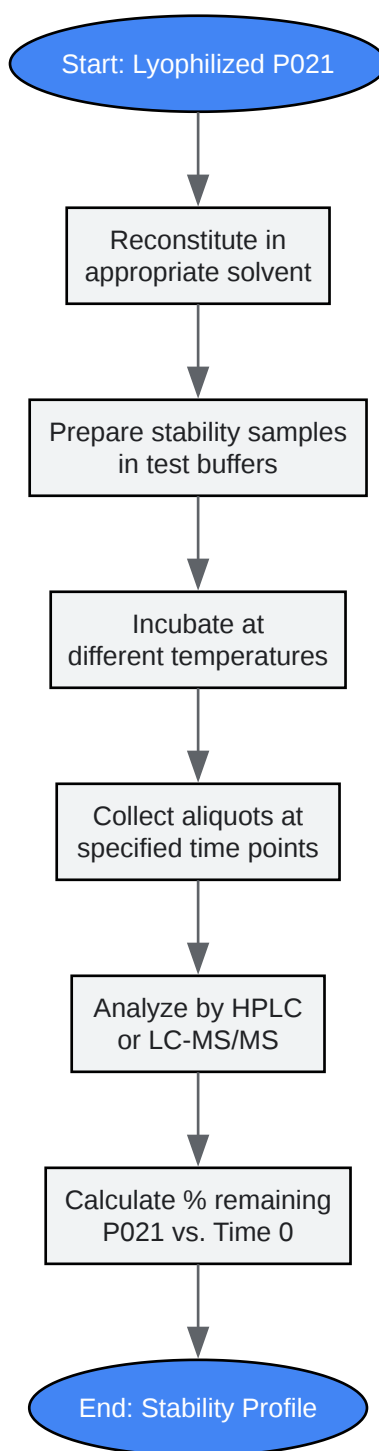 Start: Lyophilized P021
Reconstitute in
appropriate solvent
Prepare stability samples
in test buffers
Incubate at
different temperatures
Collect aliquots at
specified time points
Analyze by HPLC
or LC-MS/MS
Calculate % remaining
P021 vs. Time 0
End: Stability Profile